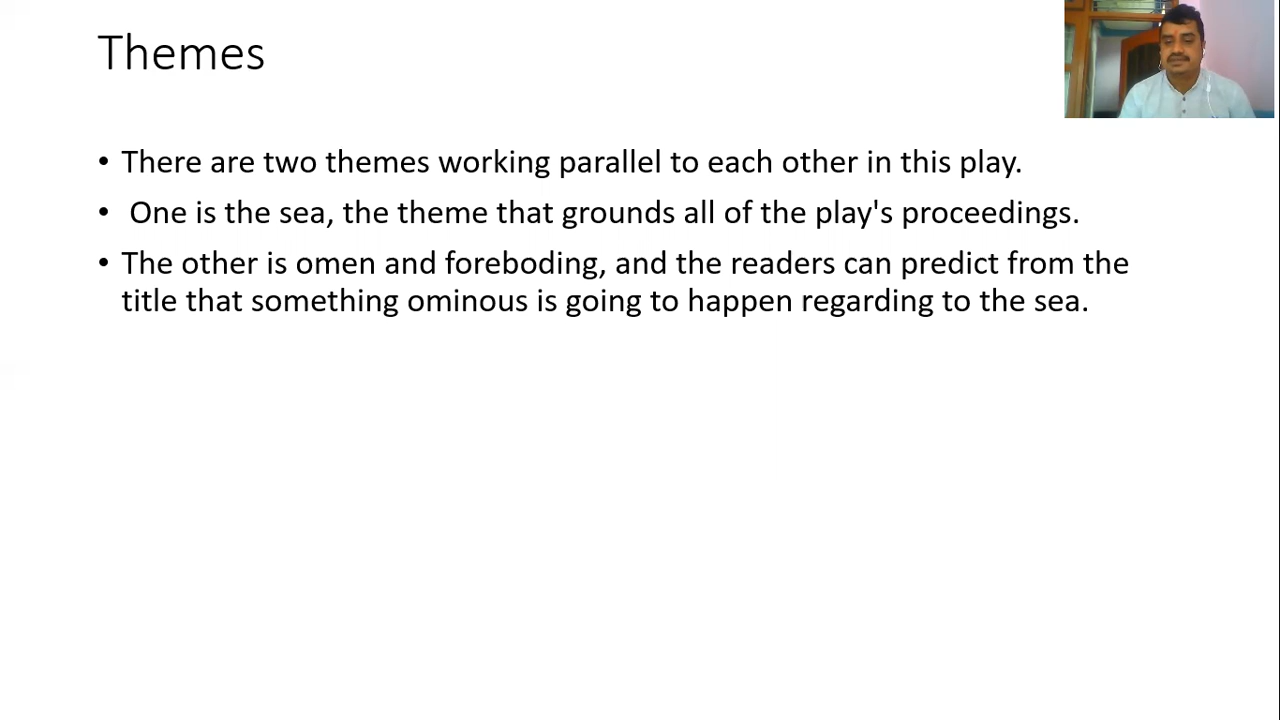 Themes
• There are two themes working parallel to each other in this play.
• One is the sea, the theme that grounds all of the play's proceedings.
• The other is omen and foreboding, and the readers can predict from the
title that something ominous is going to happen regarding to the sea.